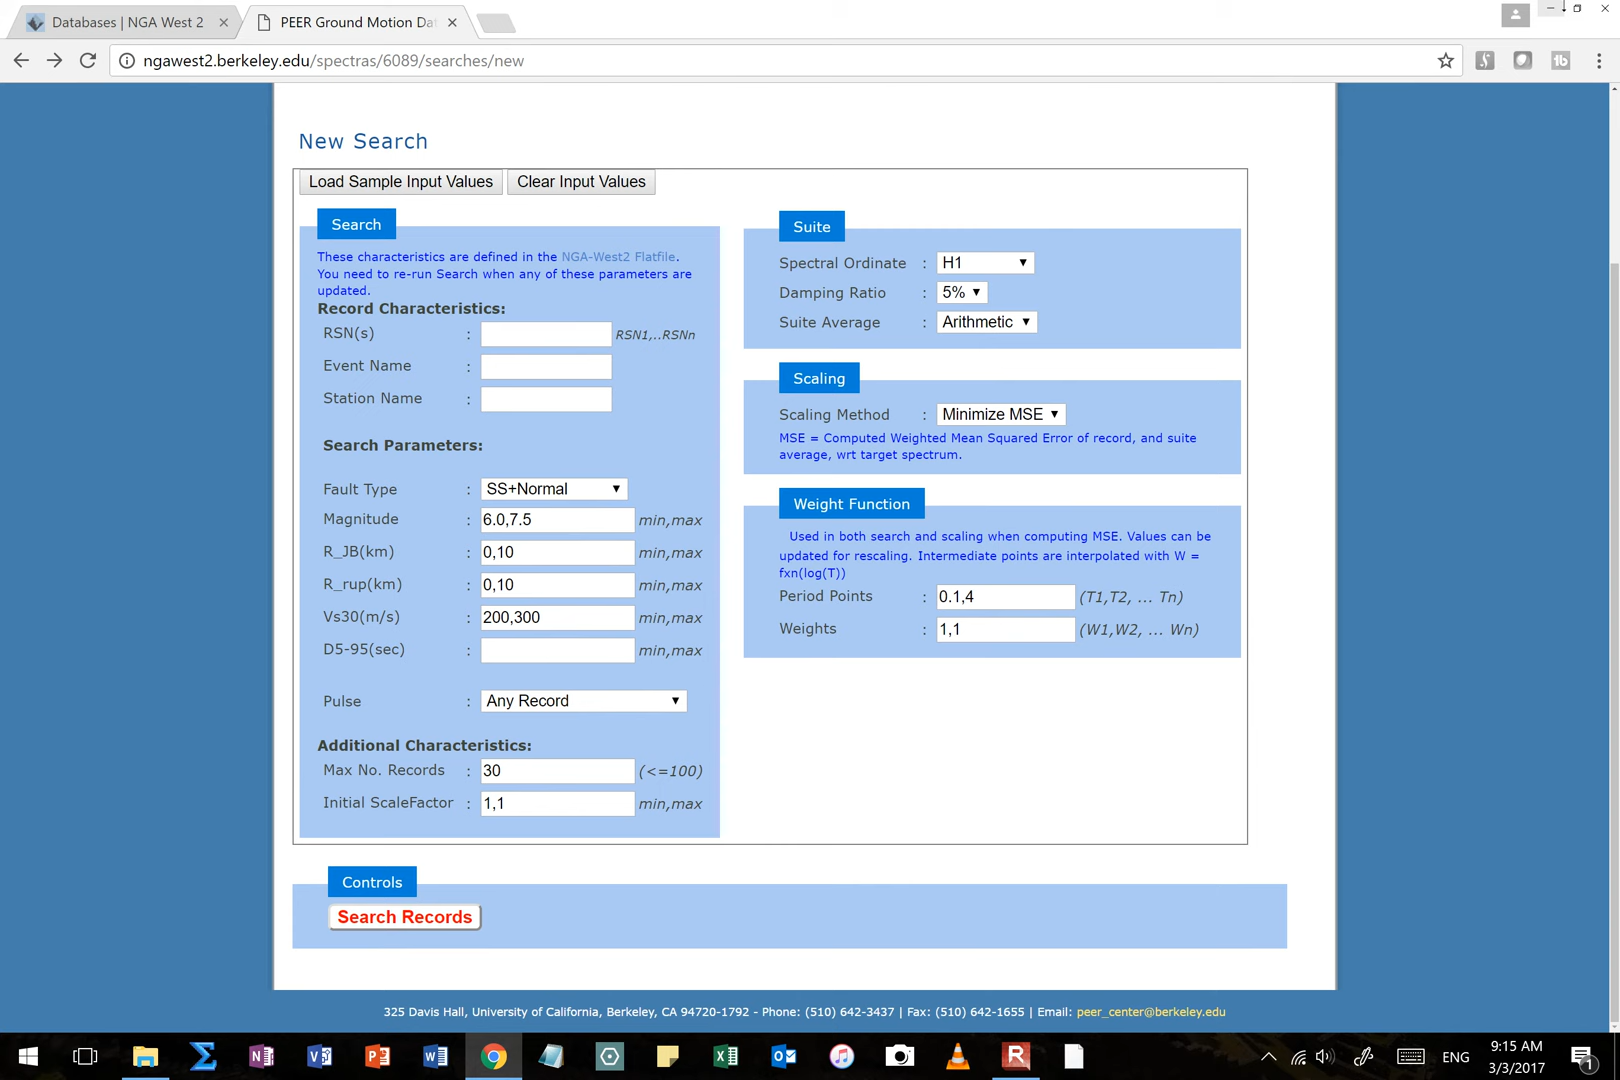 Databases | NGA West 2
PEER Ground Motion Da
ngawest2.berkeley.edu/spectras/6089/searches/new
New Search
Load Sample Input Values
Clear Input Values
Search
These characteristics are defined in the NGA-West2 Flatfile.
You need to re-run Search when any of these parameters are
updated.
Record Characteristics:
RSN(s) : RSN1,..RSNn
Event Name :
Station Name :
Search Parameters:
Fault Type : SS+Normal
Magnitude : 6.0,7.5 min,max
R_JB(km) : 0,10 min,max
R_rup(km) : 0,10 min,max
Vs30(m/s) : 200,300 min,max
D5-95(sec) : min,max
Pulse : Any Record
Additional Characteristics:
Max No. Records : 30 (<=100)
Initial ScaleFactor : 1,1 min,max
Suite
Spectral Ordinate : H1
Damping Ratio : 5%
Suite Average : Arithmetic
Scaling
Scaling Method : Minimize MSE
MSE = Computed Weighted Mean Squared Error of record, and suite
average, wrt target spectrum.
Weight Function
Used in both search and scaling when computing MSE. Values can be
updated for rescaling. Intermediate points are interpolated with W =
fxn(log(T))
Period Points : 0.1,4 (T1,T2, ... Tn)
Weights : 1,1 (W1,W2, ... Wn)
Controls
Search Records
325 Davis Hall, University of California, Berkeley, CA 94720-1792 - Phone: (510) 642-3437 | Fax: (510) 642-1655 | Email: peer_center@berkeley.edu
ENG
9:15 AM
3/3/2017
1